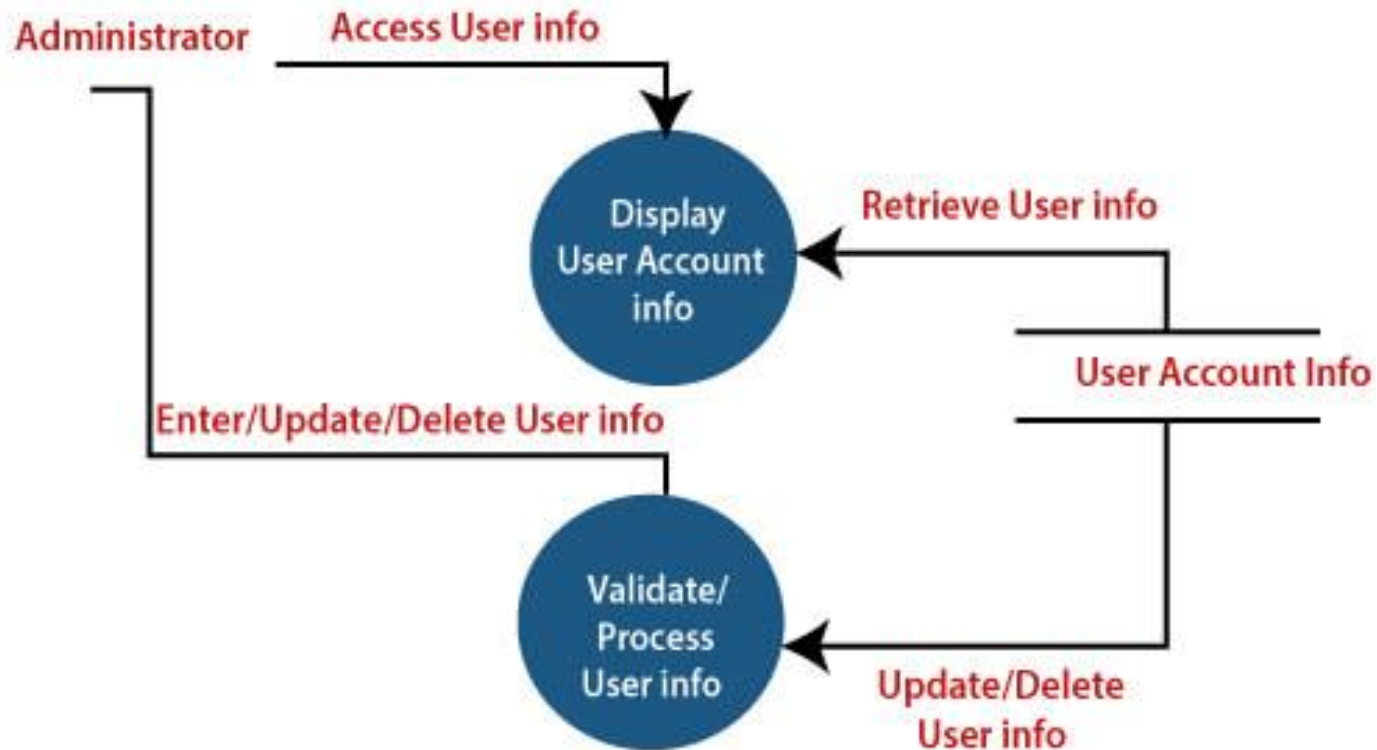 Administrator
Access User info
Display
User Account
info
Retrieve User info
User Account Info
Enter/Update/Delete User info
Validate/
Process
User info
Update/Delete
User info